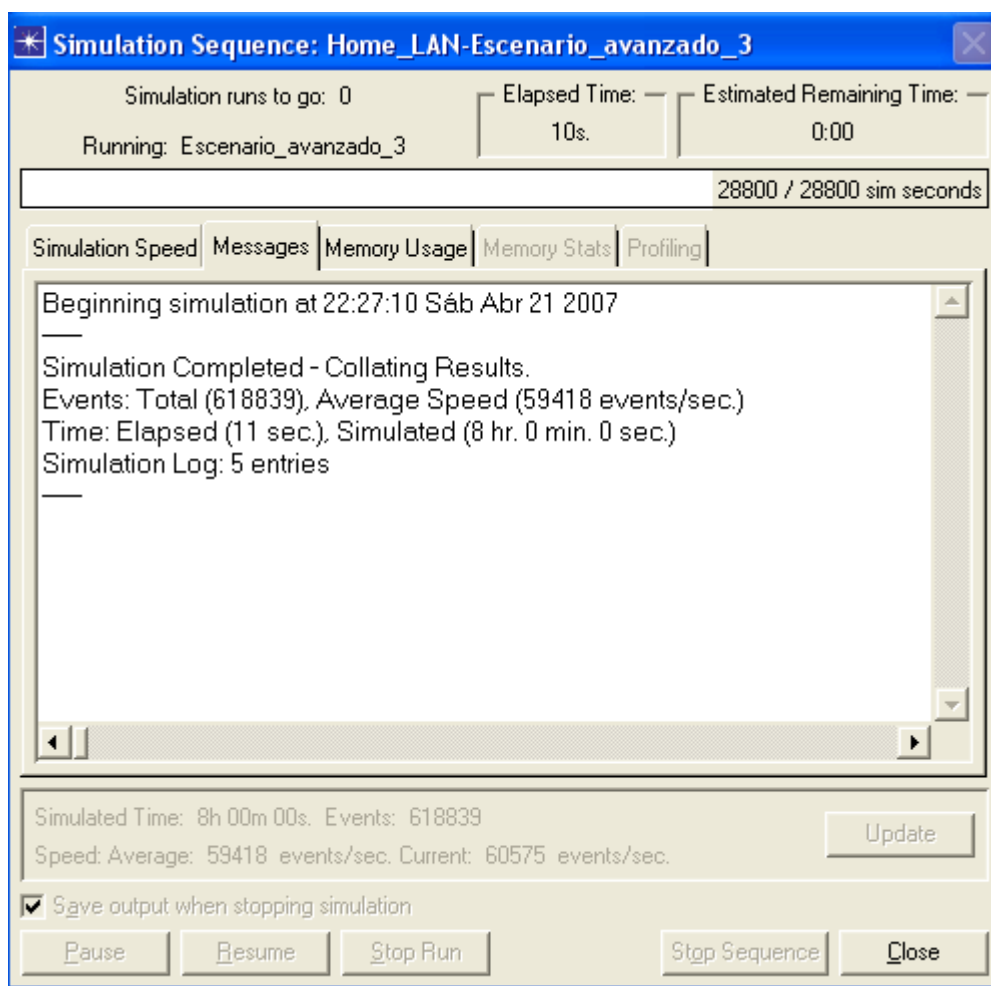 Simulation Sequence: Home_LAN-Escenario_avanzado_3
Simulation runs to go: 0
Running: Escenario_avanzado_3
Elapsed Time:
10s.
Estimated Remaining Time:
0:00
28800 / 28800 sim seconds
Simulation Speed Messages Memory Usage Memory Stats Profiling
Beginning simulation at 22:27:10 Sáb Abr 21 2007
Simulation Completed - Collating Results.
Events: Total (618839), Average Speed (59418 events/sec.)
Time: Elapsed (11 sec.), Simulated (8 hr. 0 min. 0 sec.)
Simulation Log: 5 entries
Simulated Time: 8h 00m 00s. Events: 618839
Speed: Average: 59418 events/sec. Current: 60575 events/sec.
Update
Save output when stopping simulation
Pause Resume Stop Run Stop Sequence Close